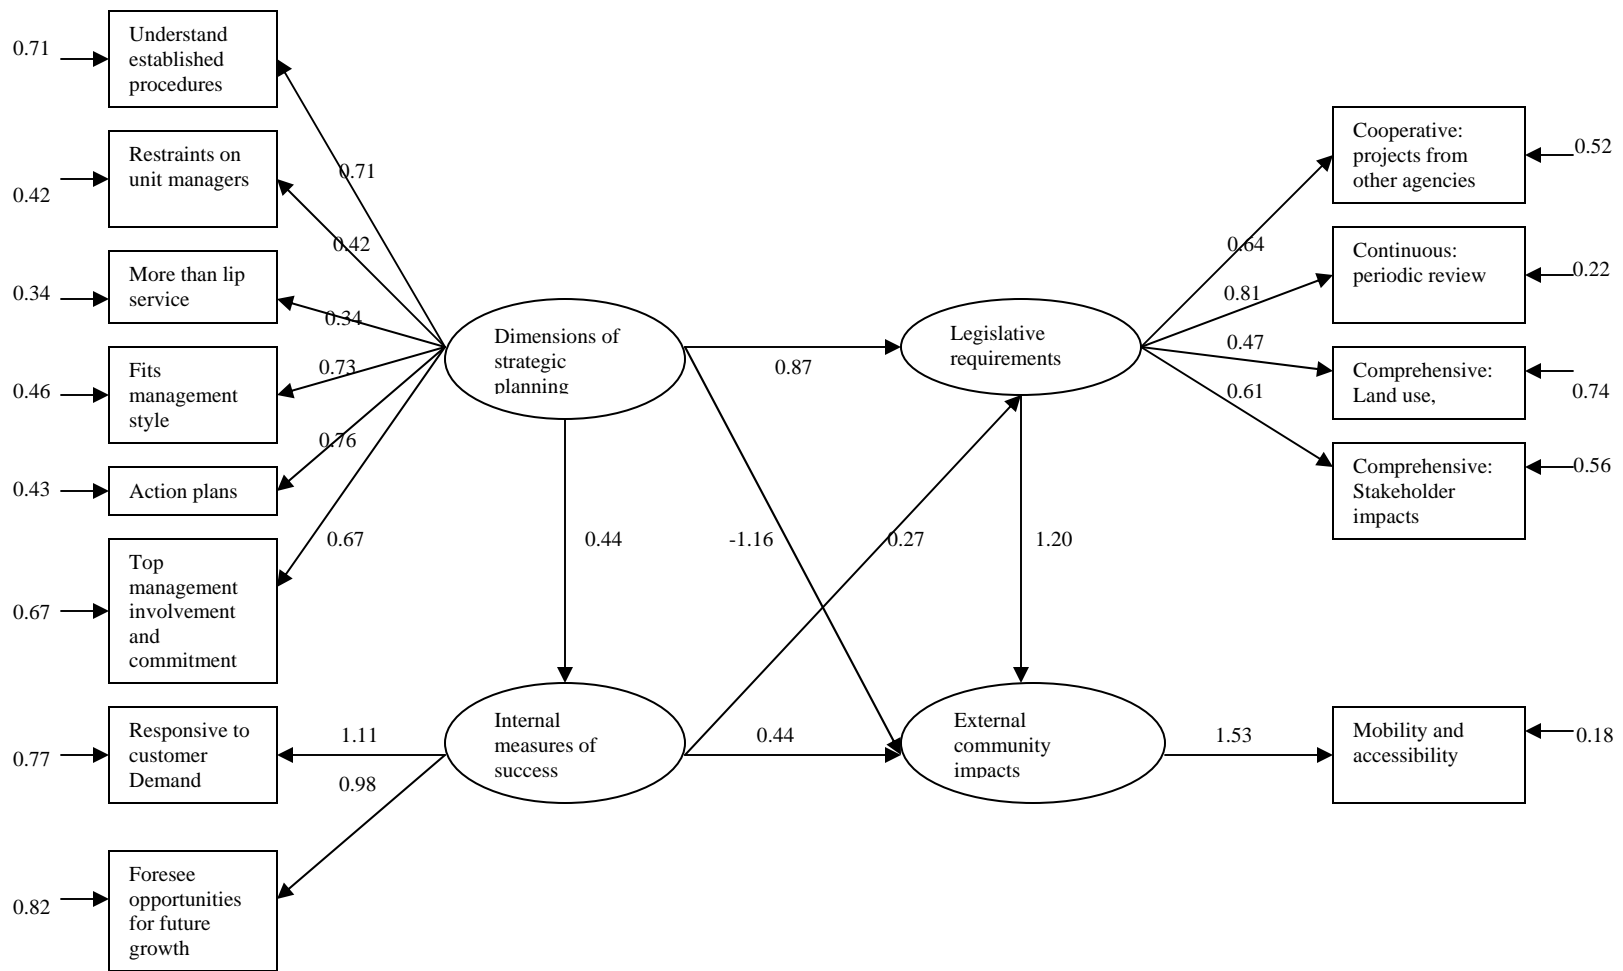 Understand
established
procedures
0.71
Restraints on
unit managers
0.42
More than lip
service
0.34
Fits
management
style
0.46
Action plans
0.43
Top
management
involvement
and
commitment
0.67
Responsive to
customer
Demand
0.77
Foresee
opportunities
for future
growth
0.82
0.71
0.42
0.34
0.73
0.76
0.67
1.11
0.98
Dimensions of
strategic
planning
0.87
0.44
-1.16
0.27
1.20
Internal
measures of
success
0.44
Legislative
requirements
External
community
impacts
0.64
0.81
0.47
0.61
1.53
Cooperative:
projects from
other agencies
0.52
Continuous:
periodic review
0.22
Comprehensive:
Land use,
0.74
Comprehensive:
Stakeholder
impacts
0.56
Mobility and
accessibility
0.18